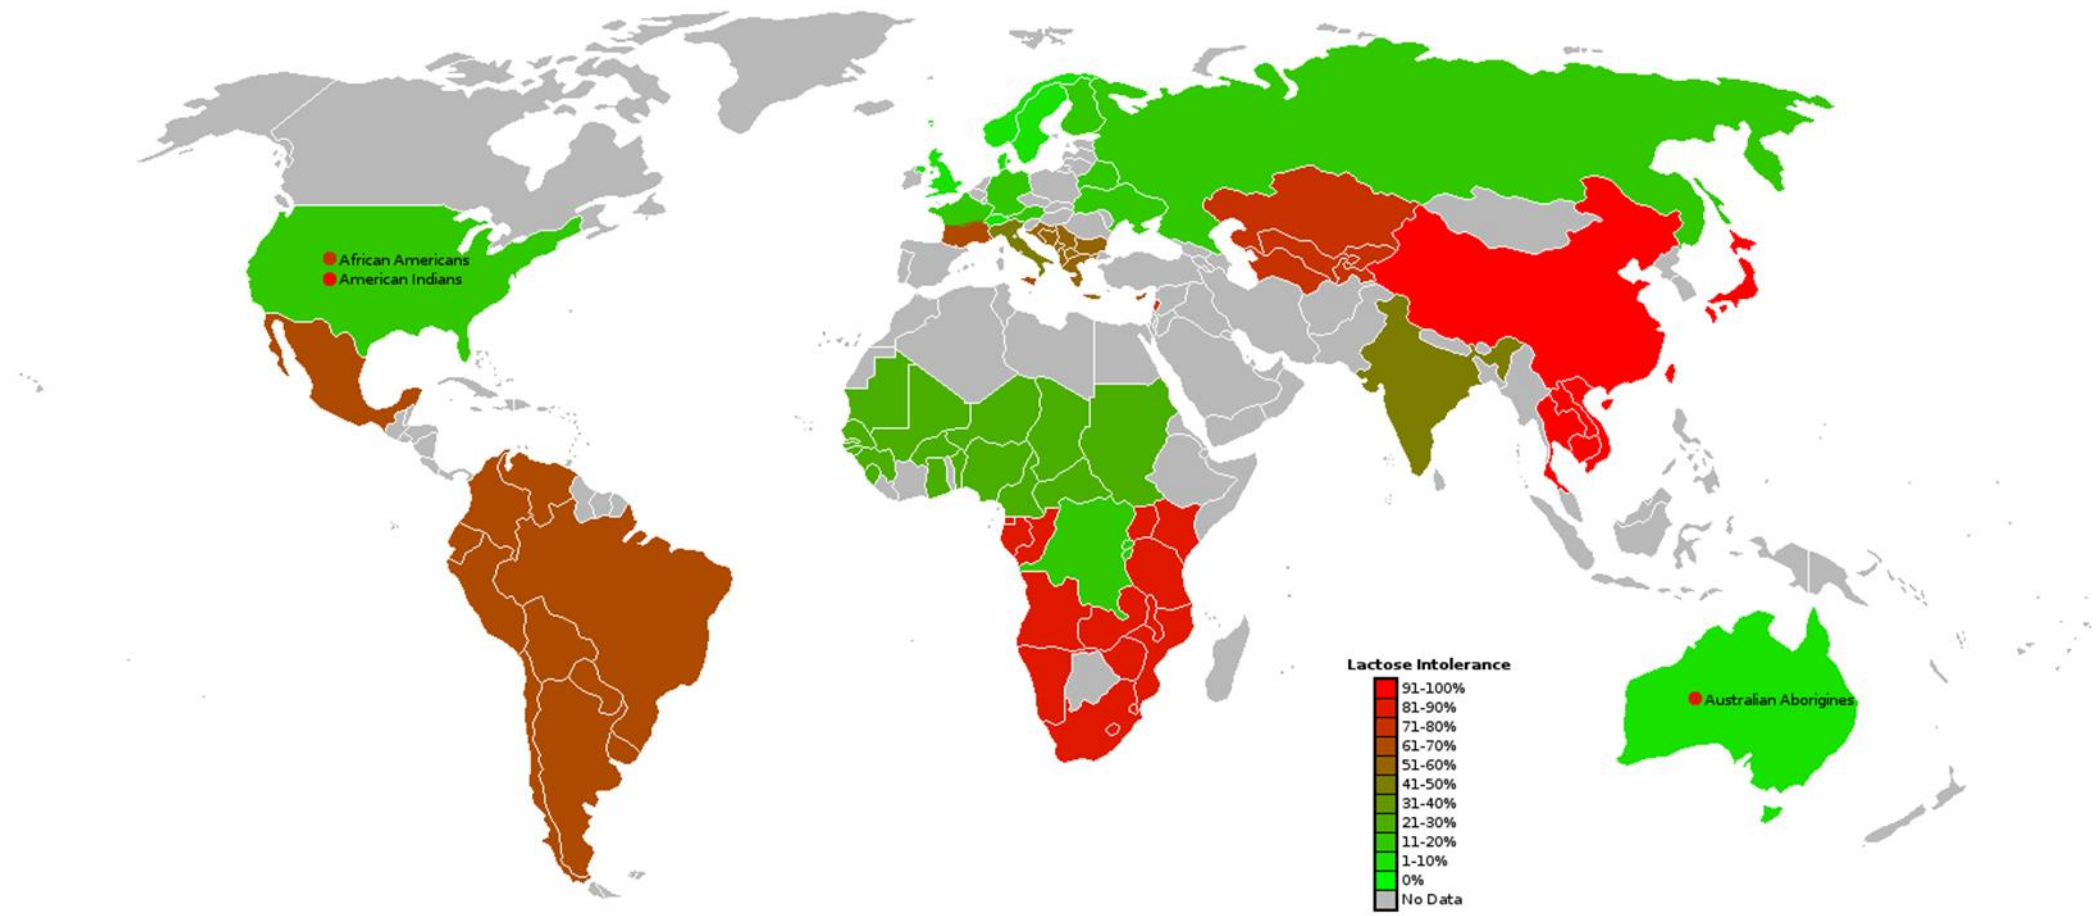 African Americans
American Indians
Lactose Intolerance
91-100%
81-90%
71-80%
61-70%
51-60%
41-50%
31-40%
21-30%
11-20%
1-10%
0%
No Data
Australian Aborigines